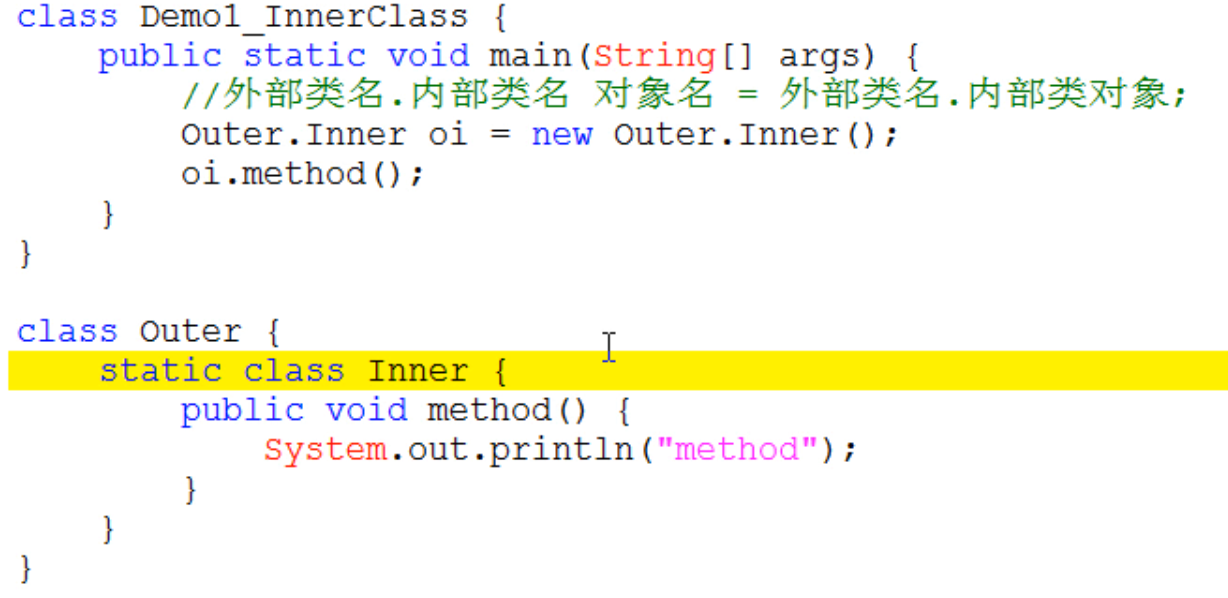 class Demo1_InnerClass {
    public static void main(String[] args) {
        //外部类名.内部类名 对象名 = 外部类名.内部类对象;
        Outer.Inner oi = new Outer.Inner();
        oi.method();
    }
}

class Outer {
    static class Inner {
        public void method() {
            System.out.println("method");
        }
    }
}